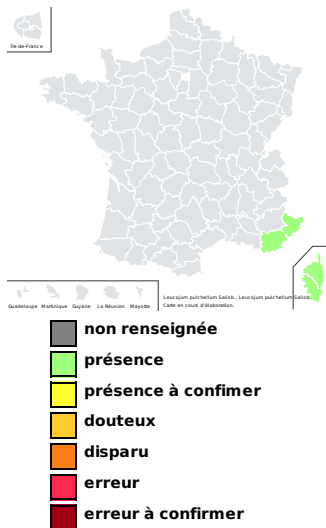 Île-de-France
Leucojum pulchellum Salisb., Leucojum pulchellum Salisb.
Carte en cours d'élaboration.
Guadeloupe Martinique Guyane La Réunion Mayotte
non renseignée
présence
présence à confimer
douteux
disparu
erreur
erreur à confirmer